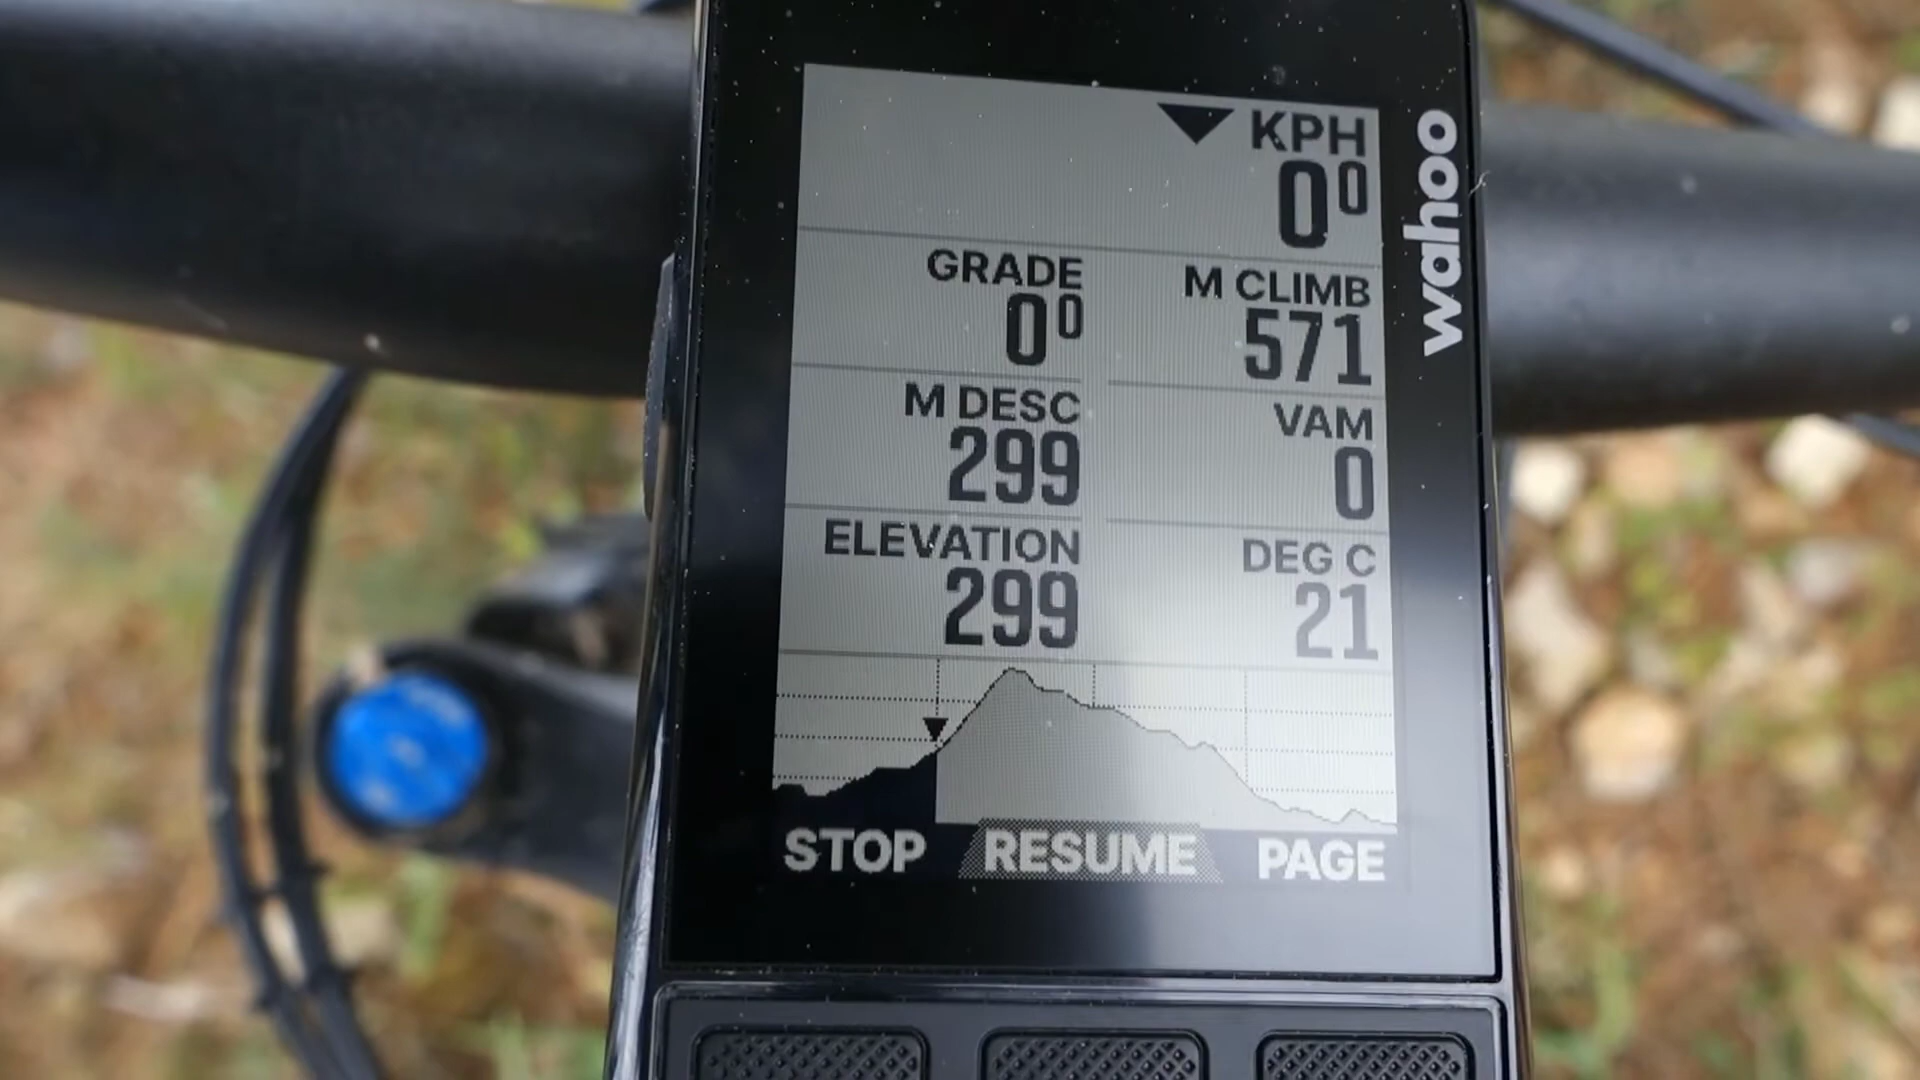 KPH
0⁰
GRADE
0⁰
M CLIMB
571
M DESC
299
VAM
0
ELEVATION
299
DEG C
21
STOP
RESUME
PAGE
wahoo